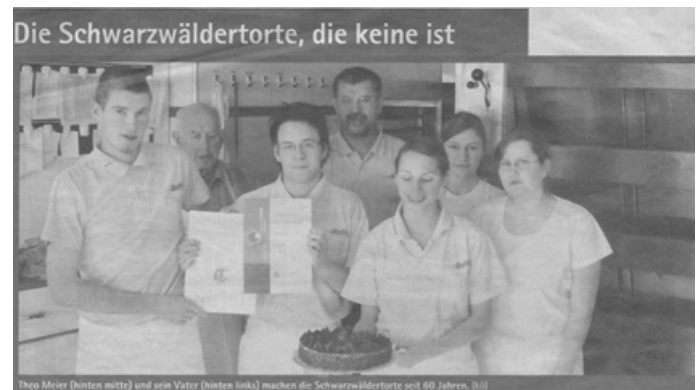 Die Schwarzwäldertorte, die keine ist
Theo Meier (hinten mitte) und sein Vater (hinten links) machen die Schwarzwäldertorte seit 60 Jahren.